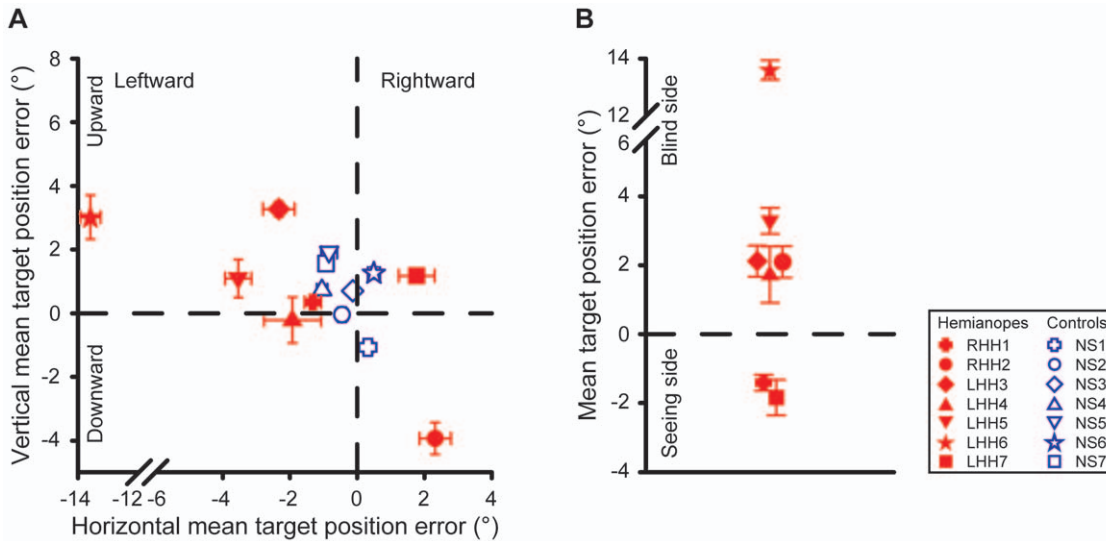 A
Vertical mean target position error (°)
Upward
Downward
Leftward
Rightward
8
6
4
2
0
-2
-4
-14
-12
-6
-4
-2
0
2
4
Horizontal mean target position error (°)
B
Mean target position error (°)
Blind side
Seeing side
14
12
6
4
2
0
-2
-4
Hemianopes Controls
RHH1 NS1
RHH2 NS2
LHH3 NS3
LHH4 NS4
LHH5 NS5
LHH6 NS6
LHH7 NS7